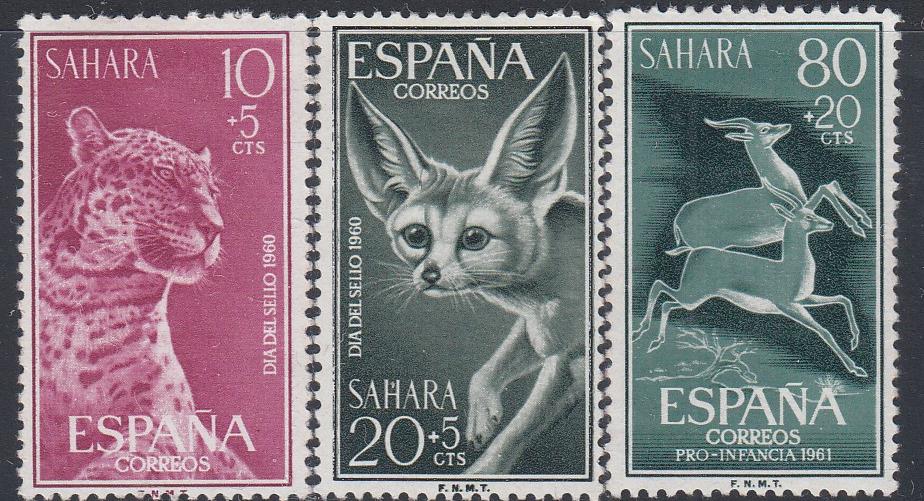 SAHARA
10
+5
CTS
DIA DEL SELLO 1960
ESPAÑA
CORREOS
F.N.M.T.
ESPAÑA
CORREOS
DIA DEL SELLO 1960
SAHARA
20+5
CTS
F.N.M.T.
SAHARA
80
+20
CTS
ESPAÑA
CORREOS
PRO-INFANCIA 1961
F.N.M.T.